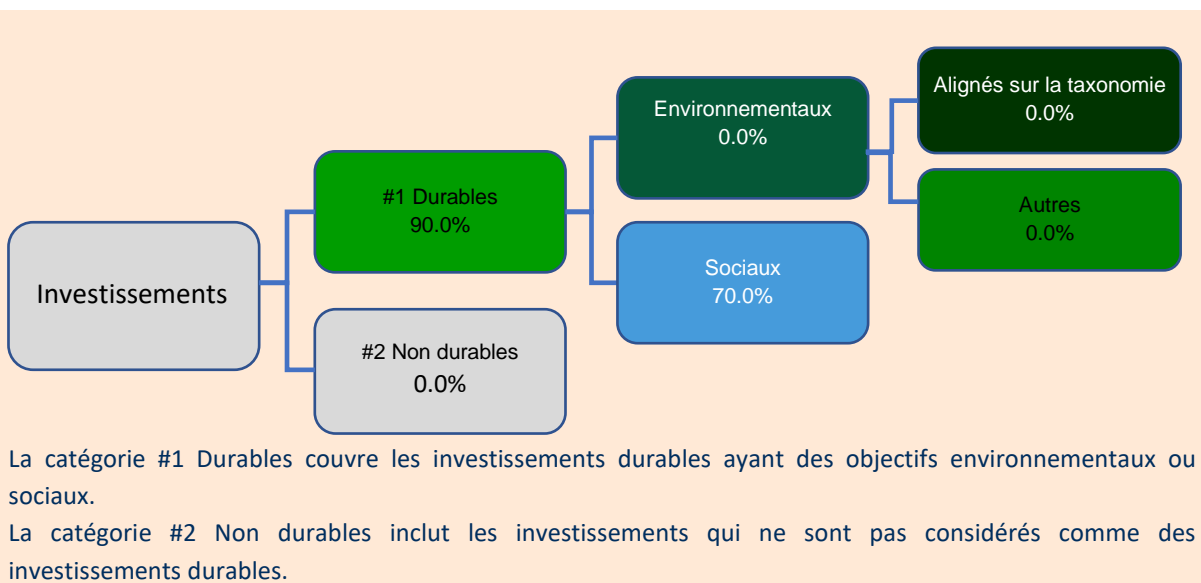 Investissements
#1 Durables
90.0%
#2 Non durables
0.0%
Environnementaux
0.0%
Sociaux
70.0%
Alignés sur la taxonomie
0.0%
Autres
0.0%
La catégorie #1 Durables couvre les investissements durables ayant des objectifs environnementaux ou
sociaux.
La catégorie #2 Non durables inclut les investissements qui ne sont pas considérés comme des
investissements durables.